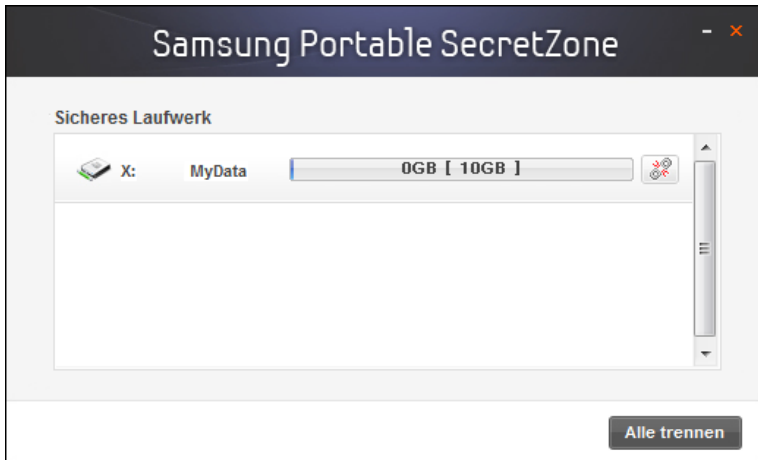 Samsung Portable SecretZone
Sicheres Laufwerk
X: MyData 0GB [ 10GB ]
Alle trennen